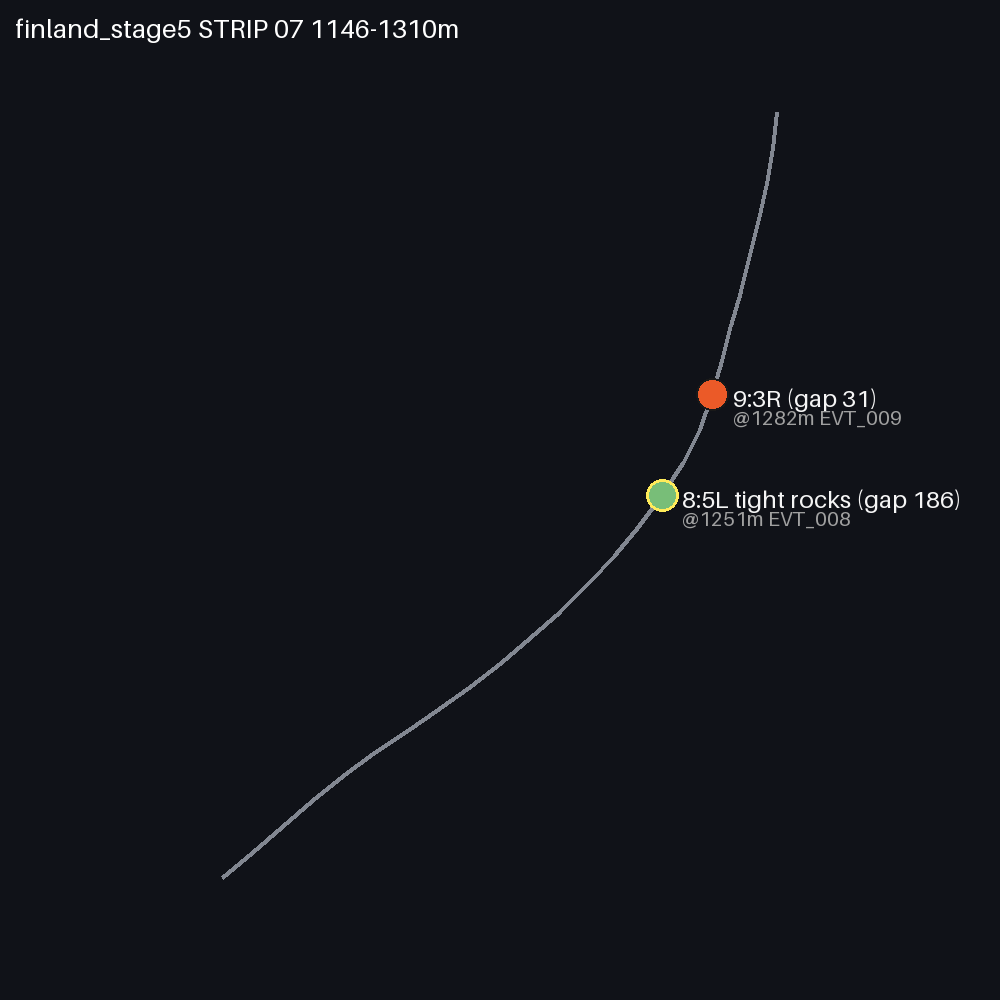 finland_stage5 STRIP 07 1146-1310m
9:3R (gap 31)
@1282m EVT_009
8:5L tight rocks (gap 186)
@1251m EVT_008